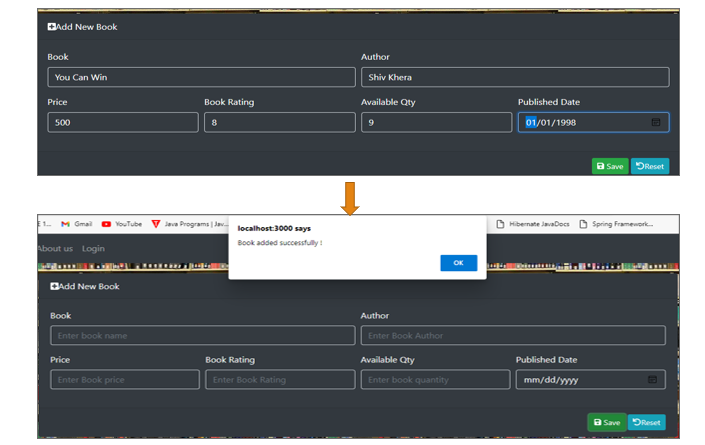 Add New Book
Book Author
You Can Win Shiv Khera
Price Book Rating Available Qty Published Date
500 8 9 01/01/1998
Save Reset
E 1... Gmail YouTube Java Programs | Jav... Hibernate JavaDocs Spring Framework...
localhost:3000 says
Book added successfully !
OK
About us Login
Add New Book
Book Author
Enter book name Enter Book Author
Price Book Rating Available Qty Published Date
Enter Book price Enter Book Rating Enter book quantity mm/dd/yyyy
Save Reset